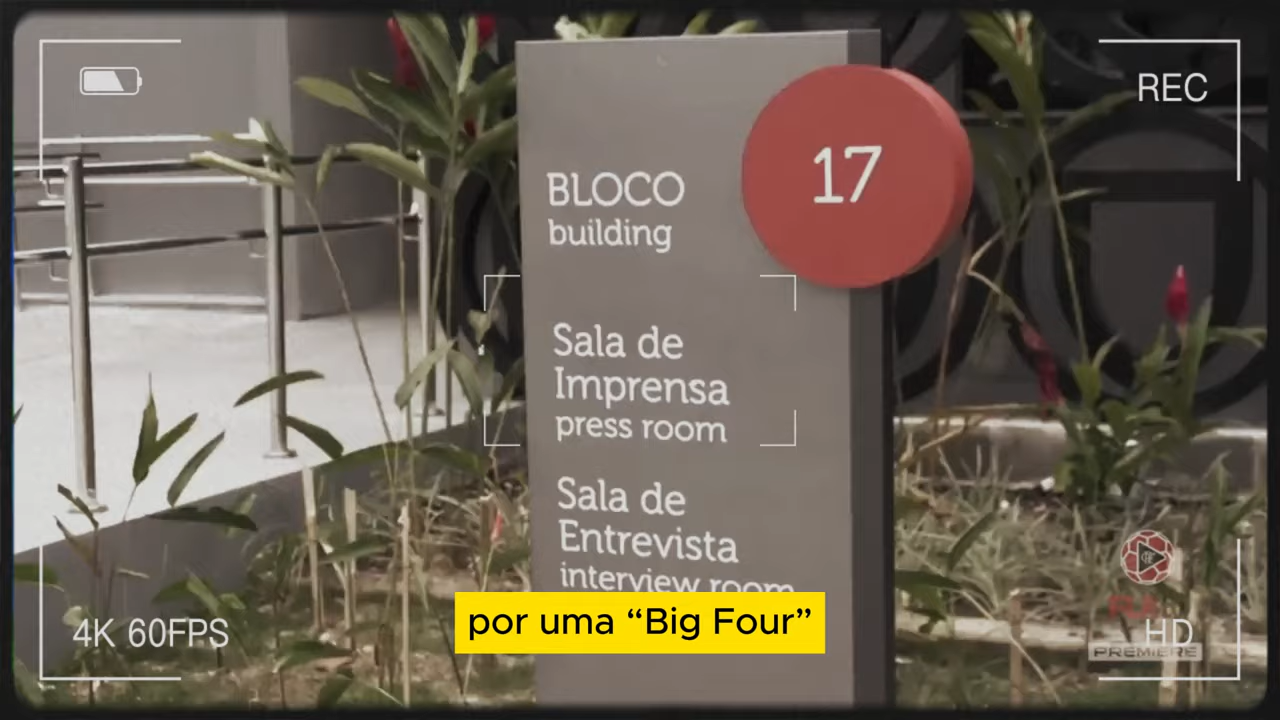 REC
17
BLOCO
building
Sala de
Imprensa
press room
Sala de
Entrevista
interview room
por uma “Big Four”
4K 60FPS
HD
PREMIERE